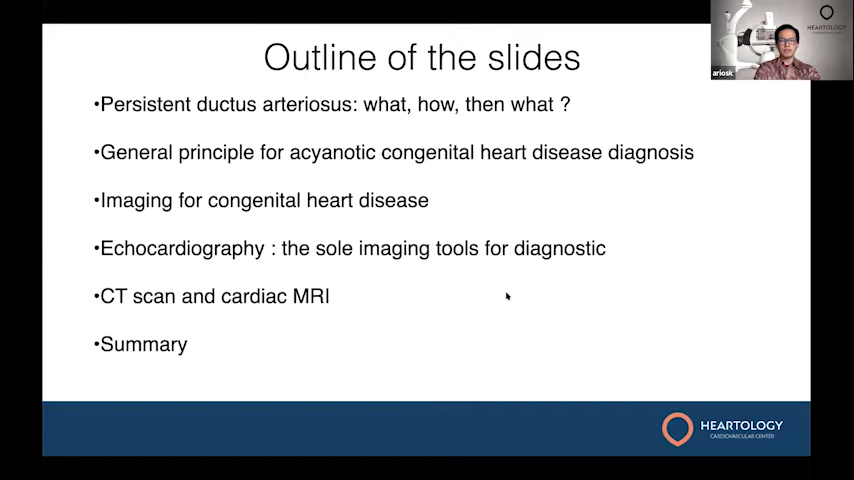 Outline of the slides
•Persistent ductus arteriosus: what, how, then what ?
•General principle for acyanotic congenital heart disease diagnosis
•Imaging for congenital heart disease
•Echocardiography : the sole imaging tools for diagnostic
•CT scan and cardiac MRI
•Summary
HEARTOLOGY
CARDIOVASCULAR CENTER
HEARTOLOGY
ariosk